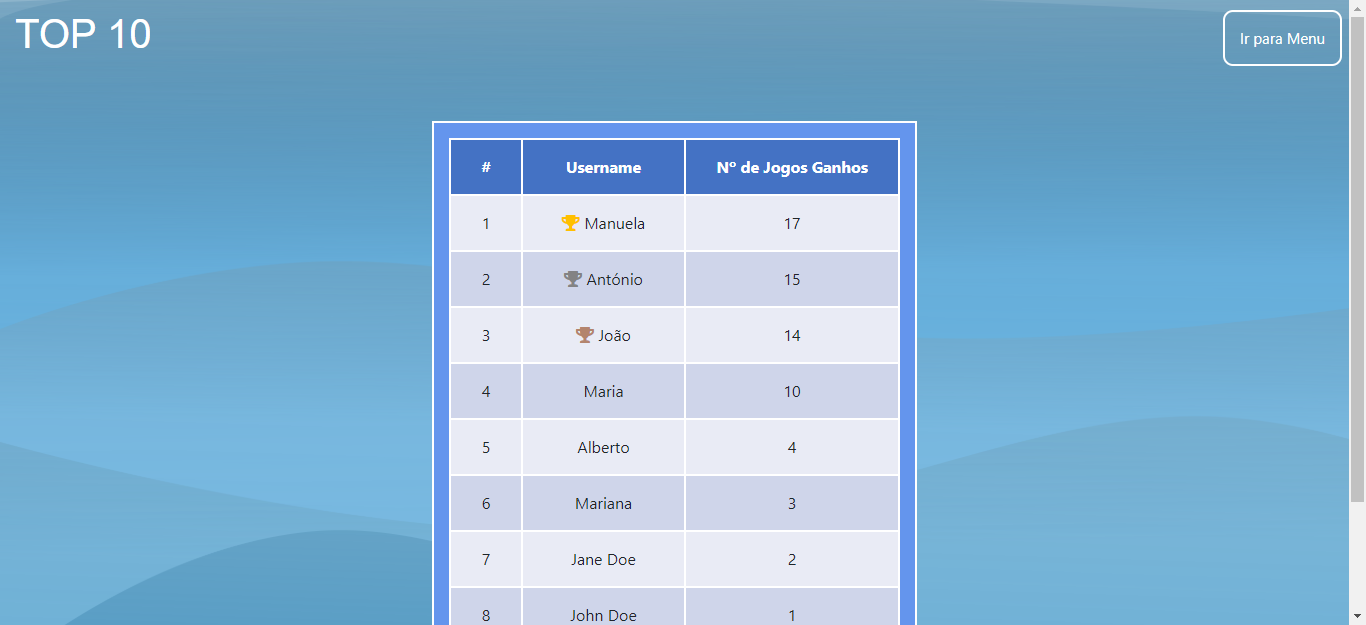 TOP 10
Ir para Menu
# Username Nº de Jogos Ganhos
1 Manuela 17
2 António 15
3 João 14
4 Maria 10
5 Alberto 4
6 Mariana 3
7 Jane Doe 2
8 John Doe 1